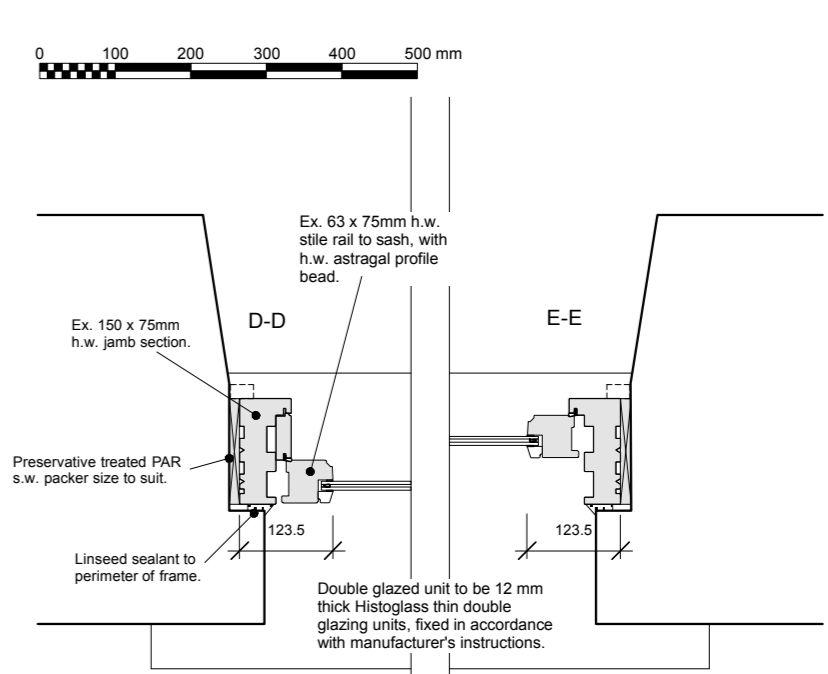 0 100 200 300 400 500 mm
Ex. 63 x 75mm h.w.
stile rail to sash, with
h.w. astragal profile
bead.
D-D
E-E
Ex. 150 x 75mm
h.w. jamb section.
Preservative treated PAR
s.w. packer size to suit.
123.5
123.5
Linseed sealant to
perimeter of frame.
Double glazed unit to be 12 mm
thick Histoglass thin double
glazing units, fixed in accordance
with manufacturer's instructions.